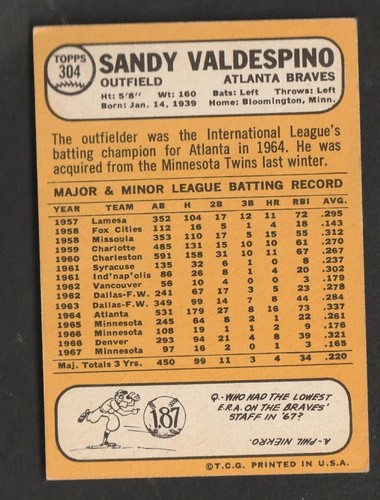 TOPPS
304
SANDY VALDESPINO
OUTFIELD ATLANTA BRAVES
Ht: 5'8" Wt: 160 Bats: Left Throws: Left
Born: Jan. 14, 1939 Home: Bloomington, Minn.
The outfielder was the International League's
batting champion for Atlanta in 1964. He was
acquired from the Minnesota Twins last winter.
MAJOR & MINOR LEAGUE BATTING RECORD
YEAR TEAM AB H 2B 3B HR RBI AVG.
1957 Lamesa 352 104 17 12 11 72 .295
1958 Fox Cities 112 16 5 1 4 18 .143
1958 Missoula 353 110 17 5 15 55 .312
1959 Charlotte 485 131 15 10 10 61 .270
1960 Charleston 591 158 31 10 11 67 .267
1961 Syracuse 135 32 6 1 0 8 .237
1961 Ind'nap'olis 86 26 8 1 4 20 .302
1962 Vancouver 56 10 4 0 0 3 .179
1962 Dallas-F.W. 241 67 17 3 5 23 .278
1963 Dallas-F.W. 349 99 14 7 8 44 .284
1964 Atlanta 531 179 27 8 16 73 .337
1965 Minnesota 245 64 8 2 1 22 .261
1966 Minnesota 108 19 1 1 2 9 .176
1966 Denver 293 94 21 4 8 39 .321
1967 Minnesota 97 16 2 0 1 3 .165
Maj. Totals 3 Yrs. 450 99 11 3 4 34 .220
1.87
Q.-WHO HAD THE LOWEST
E.R.A. ON THE BRAVES'
STAFF IN '67?
A-PHIL NIEKRO.
©T.C.G. PRINTED IN U.S.A.